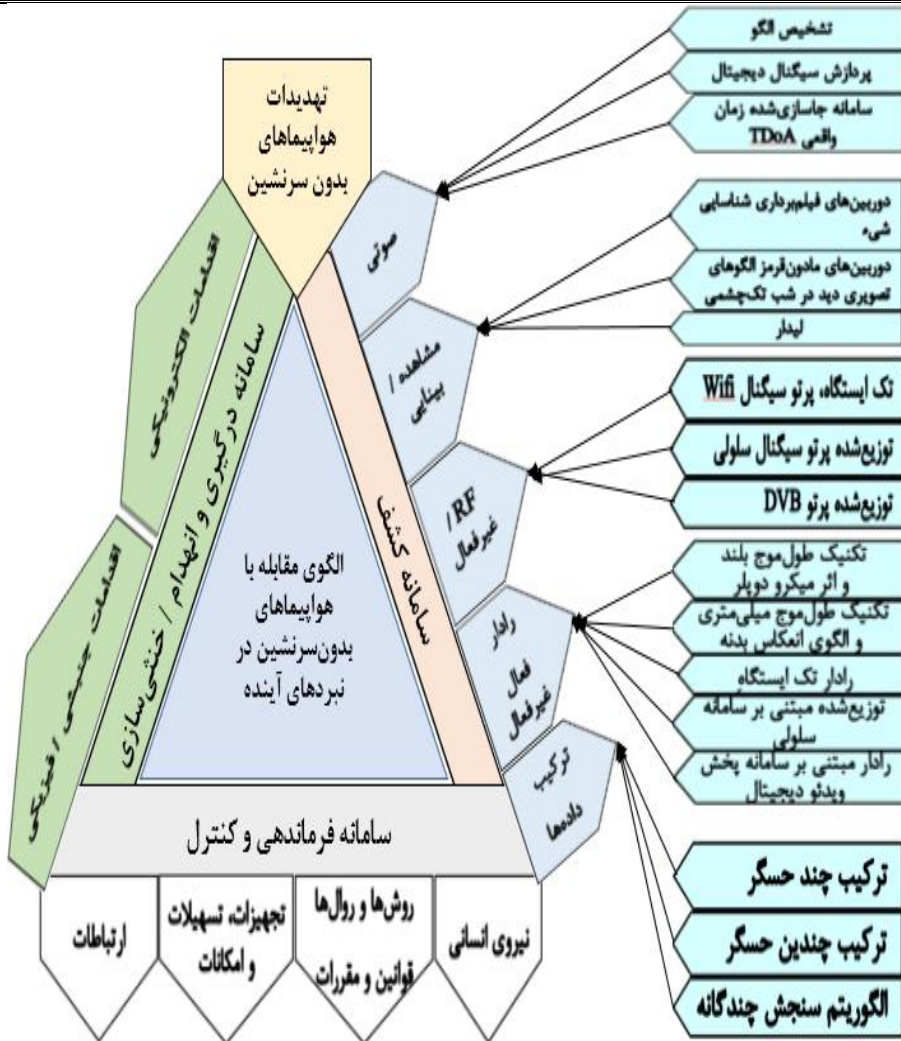 تشخیص الگو
پردازش سیگنال دیجیتال
سامانه جاسازی‌شده زمان
واقعی TDoA
دوربین‌های فیلم‌برداری شناسایی
شیء
دوربین‌های مادون‌قرمز الگوهای
تصویری دید در شب تک‌چشمی
لیدار
تک ایستگاه، پرتو سیگنال Wifi
توزیع‌شده پرتو سیگنال سلولی
توزیع‌شده پرتو DVB
تکنیک طول‌موج بلند
و اثر میکرو دوپلر
تکنیک طول‌موج میلی‌متری
و الگوی انعکاس بدنه
رادار تک ایستگاه
توزیع‌شده مبتنی بر سامانه
سلولی
رادار مبتنی بر سامانه پخش
ویدئو دیجیتال
ترکیب چند حسگر
ترکیب چندین حسگر
الگوریتم سنجش چندگانه
صوتی
مشاهده /
بینایی
RF /
غیرفعال
رادار
فعال
غیرفعال
ترکیب
داده‌ها
تهدیدات
هواپیماهای
بدون سرنشین
سامانه کشف
الگوی مقابله با
هواپیماهای
بدون‌سرنشین در
نبردهای آینده
سامانه درگیری و انهدام / خنثی‌سازی
اقدامات الکترونیکی
اقدامات جنبشی / فیزیکی
سامانه فرماندهی و کنترل
نیروی انسانی
روش‌ها و روال‌ها
قوانین و مقررات
تجهیزات، تسهیلات
و امکانات
ارتباطات